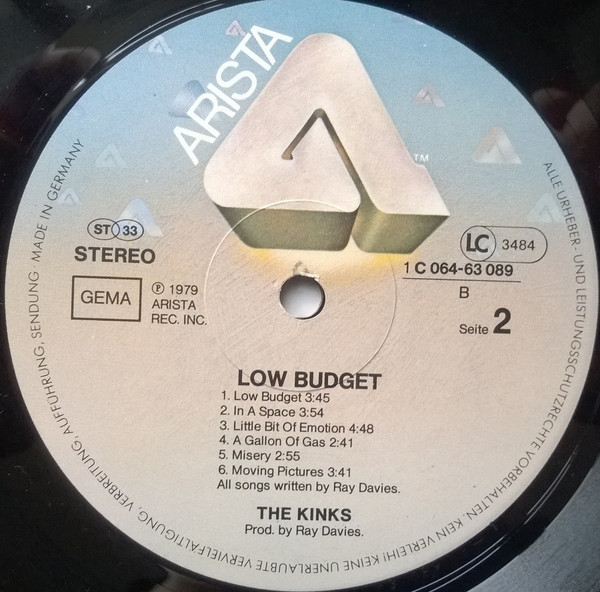 ARISTA
TM
ST 33
STEREO
GEMA
℗ 1979
ARISTA
REC. INC.
LC 3484
1 C 064-63 089
B
Seite 2
LOW BUDGET
1. Low Budget 3:45
2. In A Space 3:54
3. Little Bit Of Emotion 4:48
4. A Gallon Of Gas 2:41
5. Misery 2:55
6. Moving Pictures 3:41
All songs written by Ray Davies.
THE KINKS
Prod. by Ray Davies.
ALLE URHEBER- UND LEISTUNGSSCHUTZRECHTE VORBEHALTEN. KEIN VERLEIH! KEINE UNERLAUBTE VERVIELFÄLTIGUNG, VERBREITUNG, AUFFÜHRUNG, SENDUNG · MADE IN GERMANY